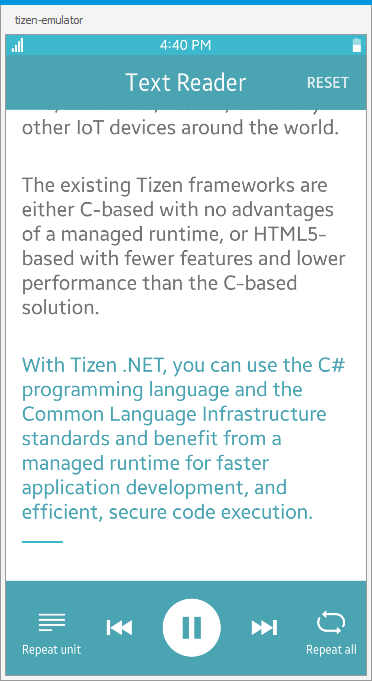 tizen-emulator
4:40 PM
Text Reader
RESET
other IoT devices around the world.
The existing Tizen frameworks are
either C-based with no advantages
of a managed runtime, or HTML5-
based with fewer features and lower
performance than the C-based
solution.
With Tizen .NET, you can use the C#
programming language and the
Common Language Infrastructure
standards and benefit from a
managed runtime for faster
application development, and
efficient, secure code execution.
Repeat unit
Repeat all